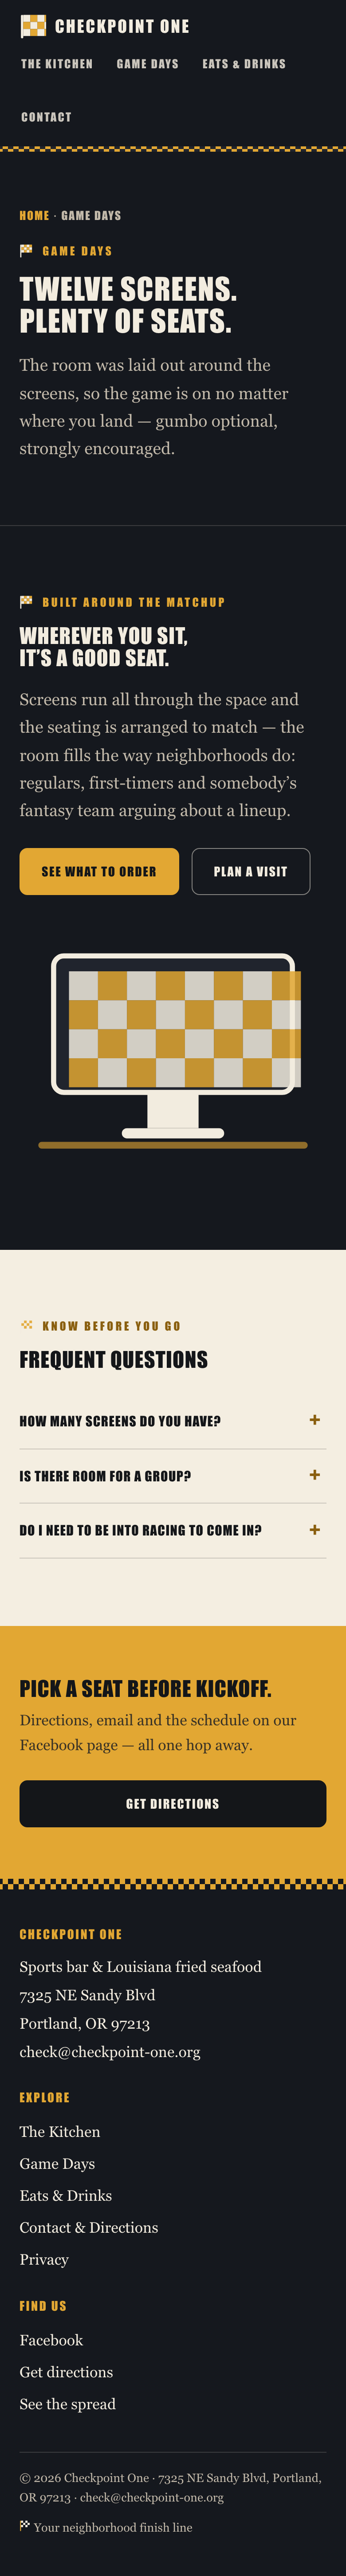 CHECKPOINT ONE
THE KITCHEN GAME DAYS EATS & DRINKS
CONTACT
HOME · GAME DAYS
GAME DAYS
TWELVE SCREENS.
PLENTY OF SEATS.
The room was laid out around the
screens, so the game is on no matter
where you land — gumbo optional,
strongly encouraged.
BUILT AROUND THE MATCHUP
WHEREVER YOU SIT,
IT’S A GOOD SEAT.
Screens run all through the space and
the seating is arranged to match — the
room fills the way neighborhoods do:
regulars, first-timers and somebody’s
fantasy team arguing about a lineup.
SEE WHAT TO ORDER PLAN A VISIT
KNOW BEFORE YOU GO
FREQUENT QUESTIONS
HOW MANY SCREENS DO YOU HAVE? +
IS THERE ROOM FOR A GROUP? +
DO I NEED TO BE INTO RACING TO COME IN? +
PICK A SEAT BEFORE KICKOFF.
Directions, email and the schedule on our
Facebook page — all one hop away.
GET DIRECTIONS
CHECKPOINT ONE
Sports bar & Louisiana fried seafood
7325 NE Sandy Blvd
Portland, OR 97213
check@checkpoint-one.org
EXPLORE
The Kitchen
Game Days
Eats & Drinks
Contact & Directions
Privacy
FIND US
Facebook
Get directions
See the spread
© 2026 Checkpoint One · 7325 NE Sandy Blvd, Portland,
OR 97213 · check@checkpoint-one.org
Your neighborhood finish line